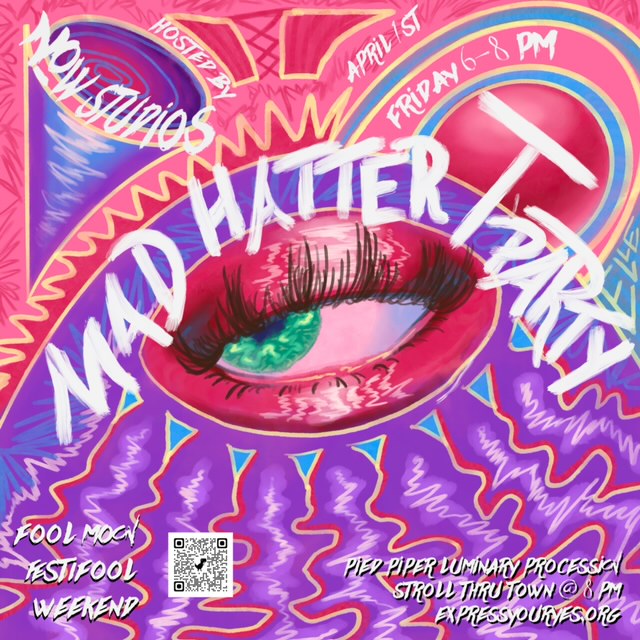 HOSTED BY
YOW STUDIOS
APRIL 1ST
FRIDAY 6-8 PM
MAD HATTER T PARTY
FOOL MOON
FESTIFOOL
WEEKEND
PIED PIPER LUMINARY PROCESSION
STROLL THRU TOWN @ 8 PM
EXPRESSYOURYES.ORG